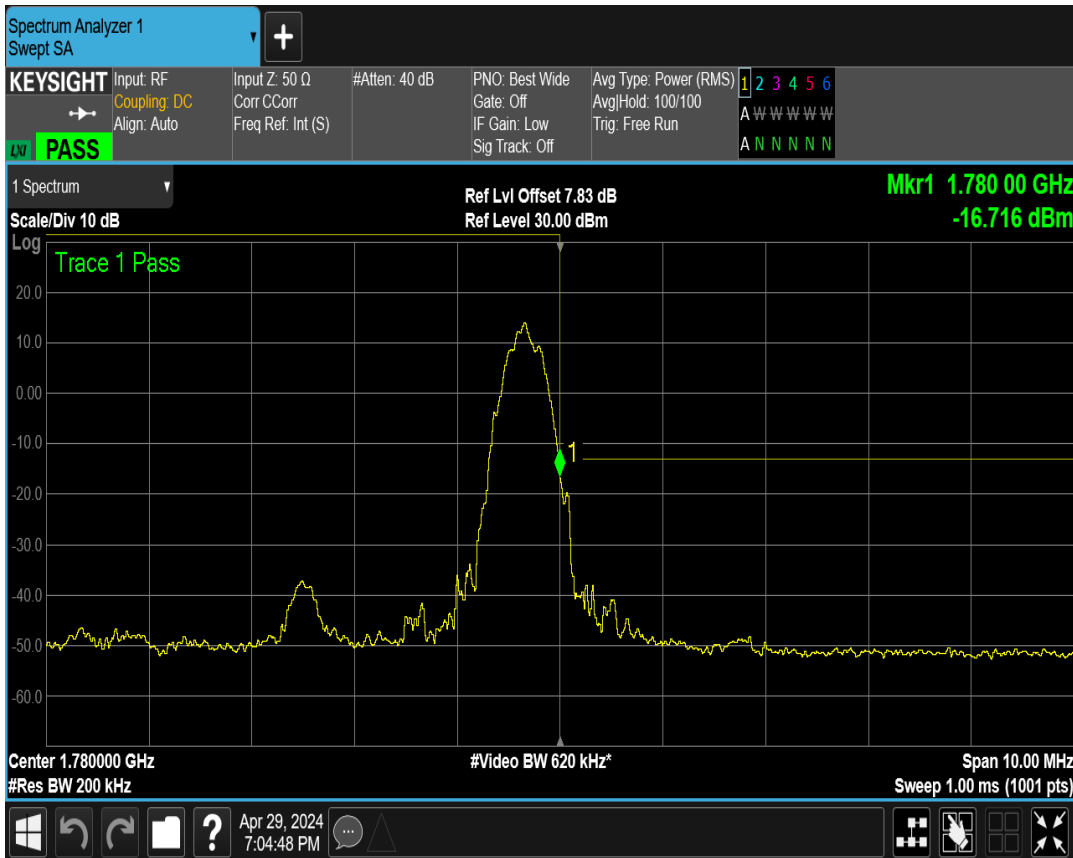 Spectrum Analyzer 1
Swept SA
KEYSIGHT
LXI PASS
Input: RF
Coupling: DC
Align: Auto
Input Z: 50 Ω
Corr CCorr
Freq Ref: Int (S)
#Atten: 40 dB
PNO: Best Wide
Gate: Off
IF Gain: Low
Sig Track: Off
Avg Type: Power (RMS)
Avg|Hold: 100/100
Trig: Free Run
1 2 3 4 5 6
A W W W W W
A N N N N N
1 Spectrum
Scale/Div 10 dB
Ref Lvl Offset 7.83 dB
Ref Level 30.00 dBm
Mkr1 1.780 00 GHz
-16.716 dBm
Log
Trace 1 Pass
20.0
10.0
0.00
1
-10.0
-20.0
-30.0
-40.0
-50.0
-60.0
Center 1.780000 GHz
#Res BW 200 kHz
#Video BW 620 kHz*
Span 10.00 MHz
Sweep 1.00 ms (1001 pts)
?
Apr 29, 2024
7:04:48 PM